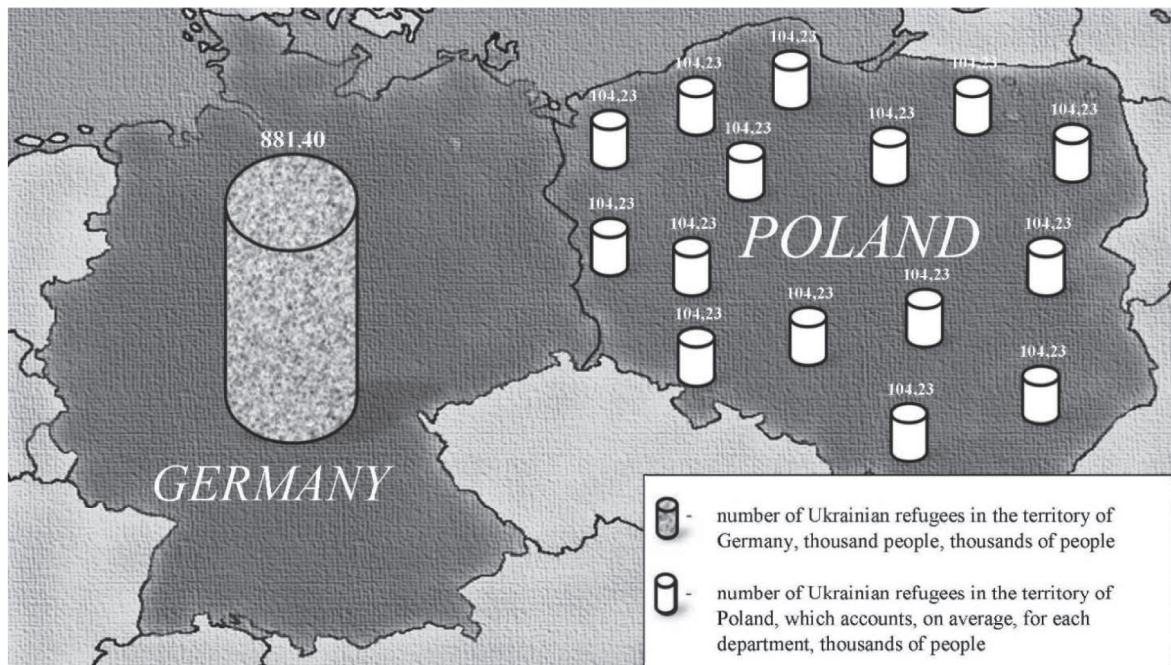 104,23
104,23
104,23
104,23
104,23
881,40
104,23
104,23
104,23
POLAND
104,23
104,23
104,23
104,23
104,23
104,23
104,23
GERMANY
- number of Ukrainian refugees in the territory of
Germany, thousand people, thousands of people
- number of Ukrainian refugees in the territory of
Poland, which accounts, on average, for each
department, thousands of people